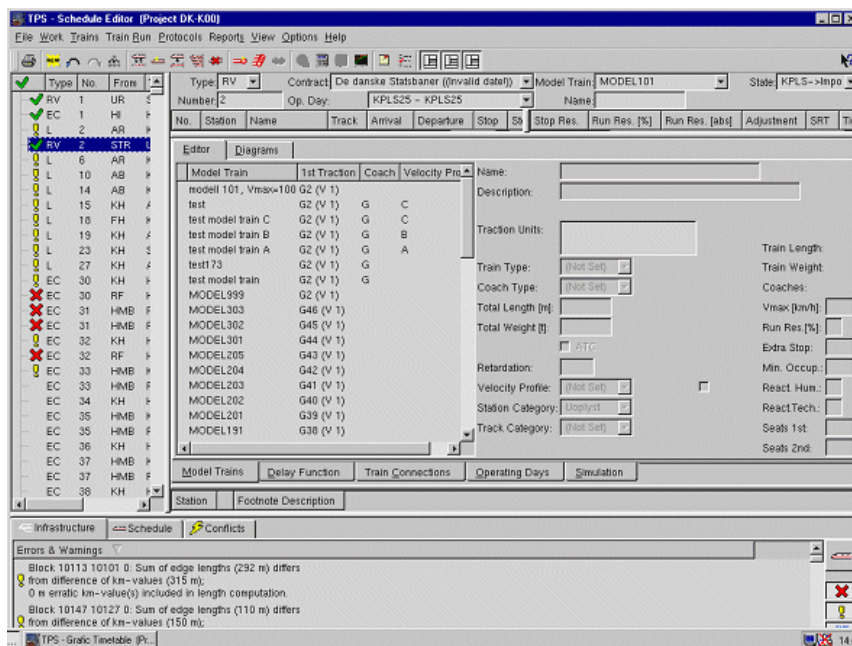 TPS - Schedule Editor (Project DK-K00)
File Work Trains Train Run Protocols Reports View Options Help
Type No. From
RV 1 UR S
EC 1 HI H
L 2 AR
RV 2 STR L
L 6 AR
L 10 AB
L 14 AB
L 15 KH
L 18 FH
L 19 KH
L 23 KH S
L 27 KH
EC 30 KH
EC 30 RF
EC 31 HMB
EC 31 HMB
EC 32 KH
EC 32 RF
EC 33 HMB
EC 33 HMB
EC 34 KH
EC 35 HMB
EC 35 HMB
EC 36 KH
EC 37 HMB
EC 37 HMB
EC 38 KH
Type: RV Contract: De danske Statsbaner ((Invalid date!)) Model Train: MODEL101 State: KPLS->Impo
Number: 2 Op. Day: KPLS25 - KPLS25 Name:
No. Station Name Track Arrival Departure Stop St Stop Res. Run Res. [%] Run Res. [abs] Adjustment SRT Ti
Editor Diagrams
Model Train 1st Traction Coach Velocity Pro
modell 101, Vmax=100 G2 (V 1)
test G2 (V 1) G C
test model train C G2 (V 1) G C
test model train B G2 (V 1) G B
test model train A G2 (V 1) G A
test173 G2 (V 1) G
test model train G2 (V 1) G
MODEL999 G2 (V 1)
MODEL303 G46 (V 1)
MODEL302 G45 (V 1)
MODEL301 G44 (V 1)
MODEL205 G43 (V 1)
MODEL204 G42 (V 1)
MODEL203 G41 (V 1)
MODEL202 G40 (V 1)
MODEL201 G39 (V 1)
MODEL191 G38 (V 1)
Name:
Description:
Traction Units:
Train Type: (Not Set)
Coach Type: (Not Set)
Total Length [m]:
Total Weight [t]:
ATC
Retardation:
Velocity Profile: (Not Set)
Station Category: Uoplyst
Track Category: (Not Set)
Train Length:
Train Weight:
Coaches:
Vmax [km/h]:
Run Res.[%]:
Extra Stop:
Min. Occup.:
React. Hum.:
React.Tech.:
Seats 1st:
Seats 2nd:
Model Trains Delay Function Train Connections Operating Days Simulation
Station Footnote Description
Infrastructure Schedule Conflicts
Errors & Warnings
Block 10113 10101 0: Sum of edge lengths (292 m) differs
from difference of km-values (315 m);
0 m erratic km-value(s) included in length computation.
Block 10147 10127 0: Sum of edge lengths (110 m) differs
from difference of km-values (150 m);
TPS - Grafic Timetable (Pr... 14: